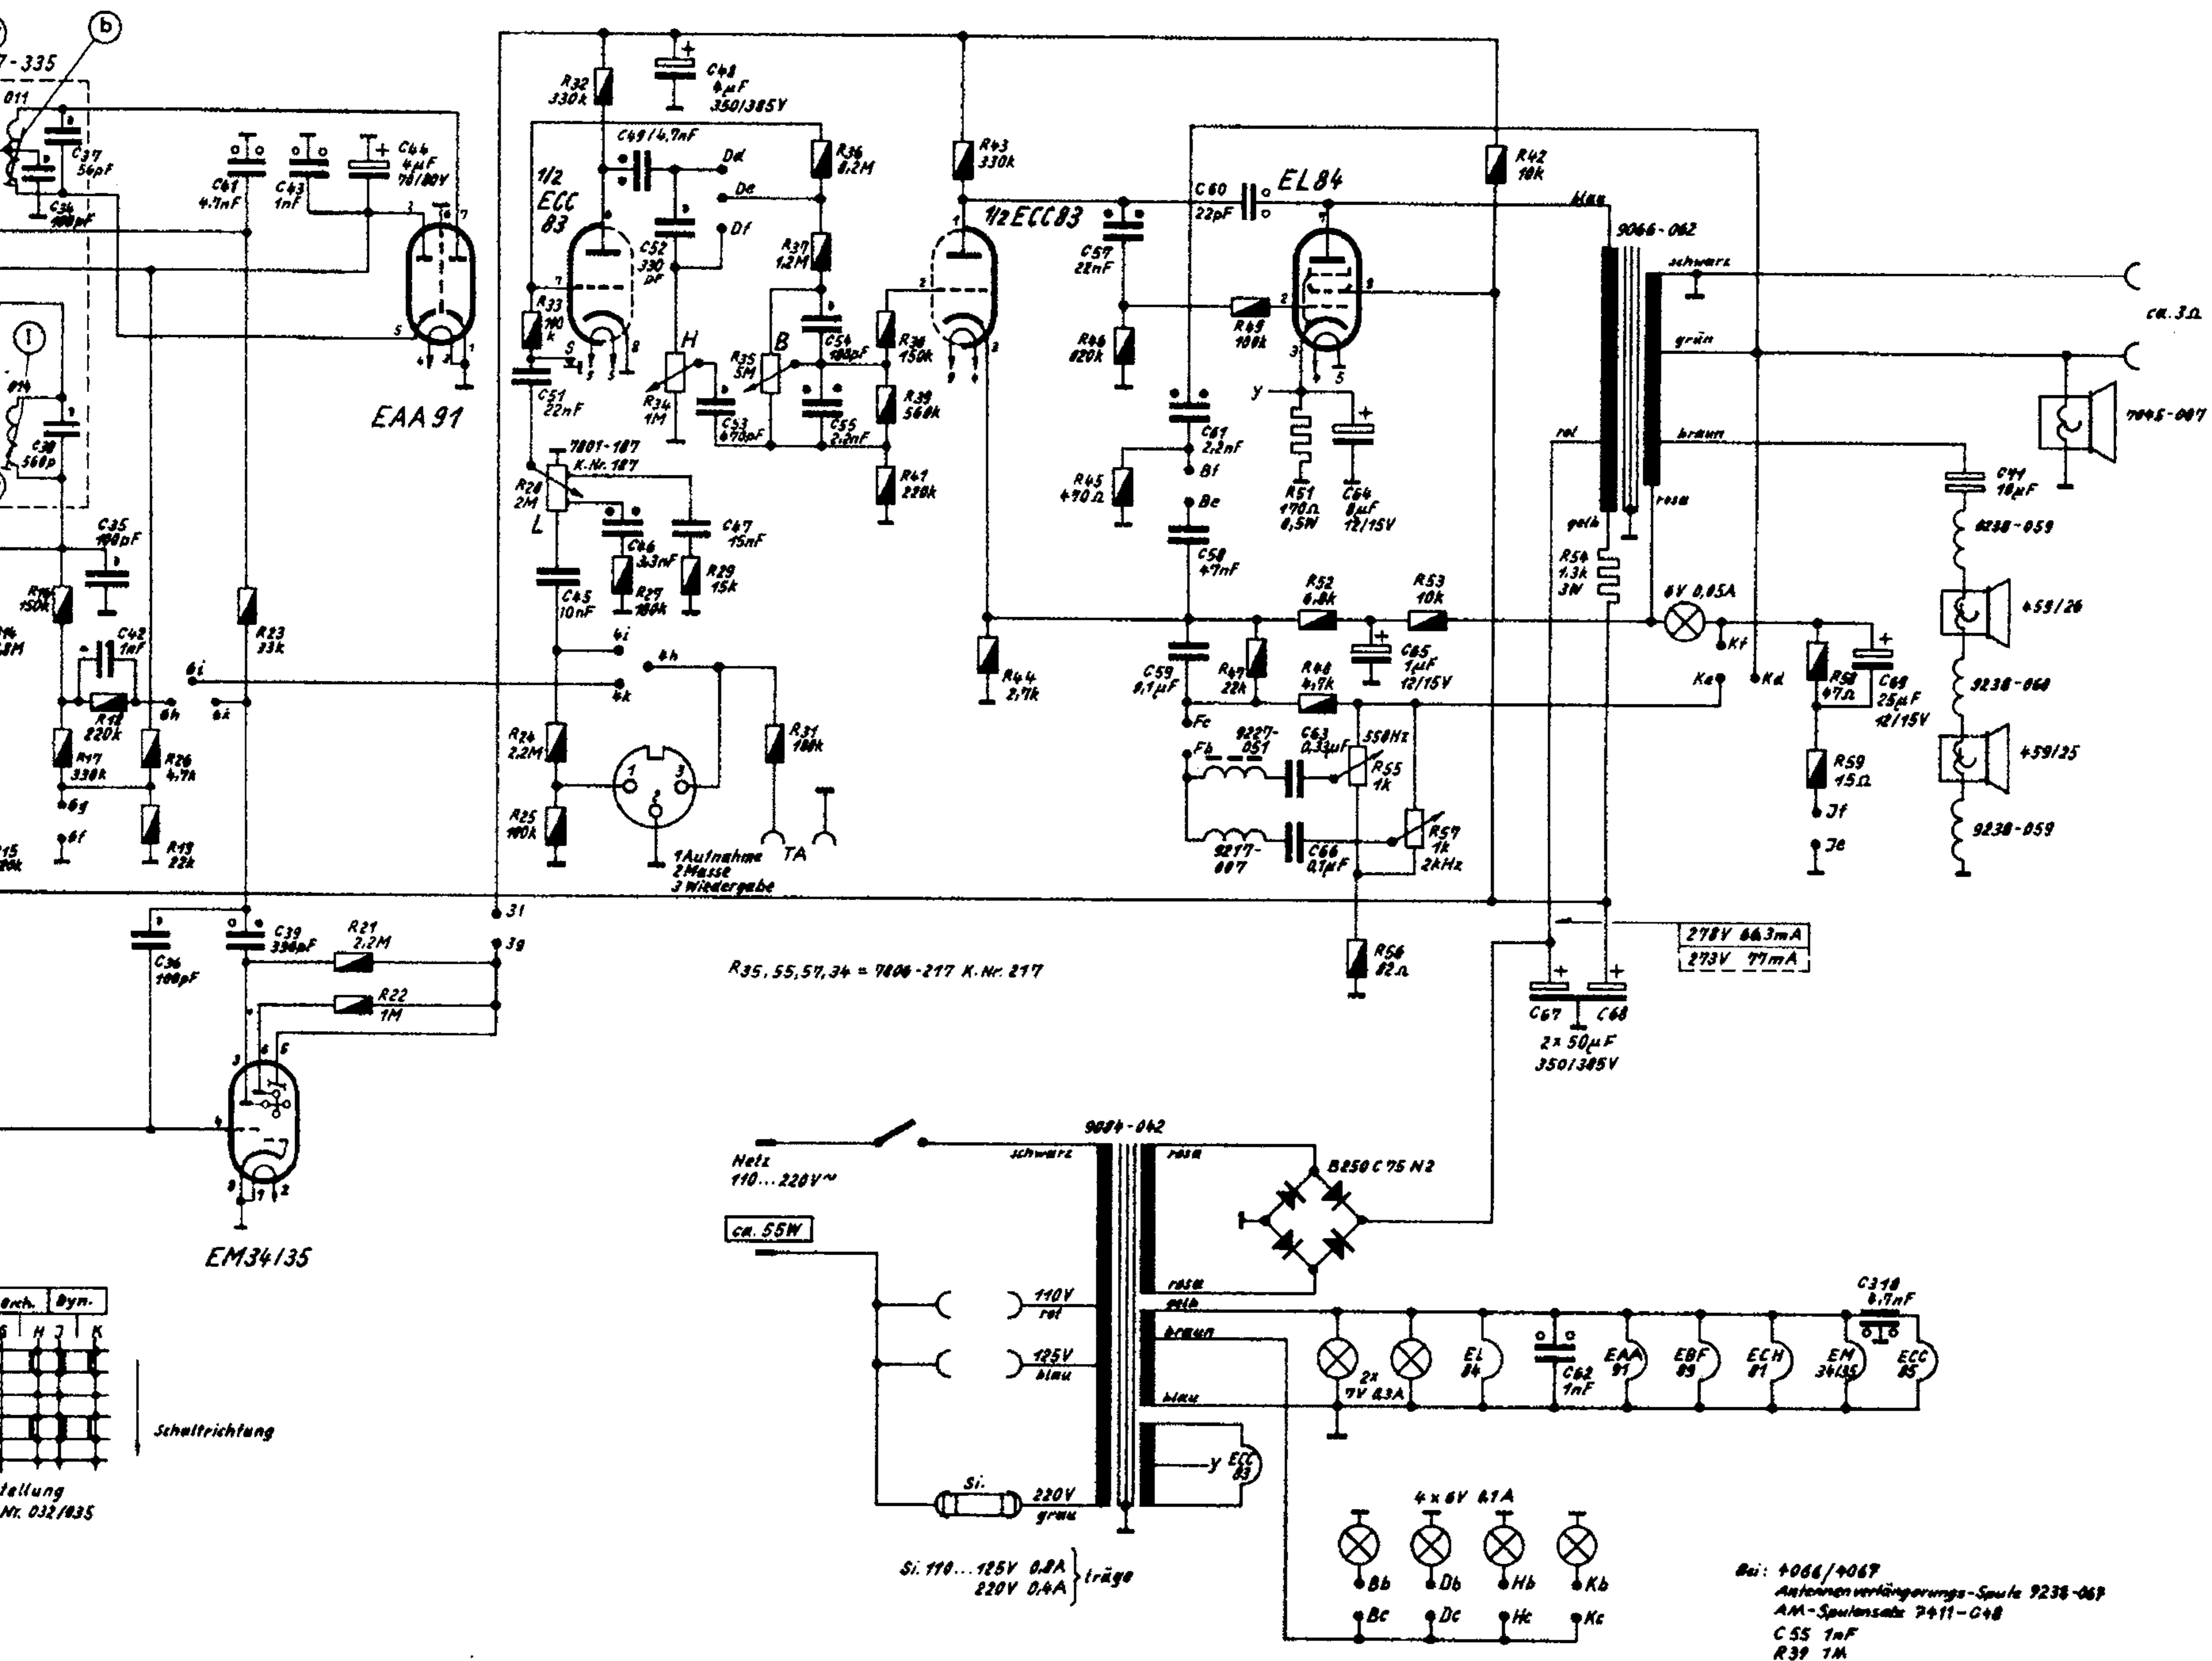 b
7-335
C37
56pF
C34
100pF
C41
4.7nF
C43
1nF
C44
4µF
70/80V
EAA91
C38
560p
C35
100pF
150k
C42
1nF
R18
220k
R17
330k
R26
4,7k
R19
22k
R23
33k
6i
6h
6k
6g
6f
R32
330k
C48
4µF
350/385V
C49/4,7nF
1/2
ECC
83
Dd
De
Df
C52
330
pF
R36
8,2M
R37
1,2M
R33
100
k
S
C51
22nF
H
R34
1M
C53
470pF
B
R35
5M
C54
100pF
C55
2,2nF
R38
150k
R39
560k
R41
220k
7801-187
K.Nr. 187
R28
2M
L
C46
3,3nF
C47
15nF
R27
100k
R29
15k
C45
10nF
4i
4h
4k
R24
2,2M
R25
100k
R31
100k
1
2
3
TA
1 Aufnahme
2 Masse
3 Wiedergabe
R43
330k
1/2 ECC83
C60
22pF
EL84
C57
22nF
R46
820k
R49
100k
R42
10k
blau
9066-062
schwarz
ca. 3Ω
grün
7045-007
braun
rot
rosa
gelb
C61
2,2nF
R45
470Ω
Bf
Be
C58
47nF
y
R51
170Ω
0,5W
C64
8µF
12/15V
R54
1,3k
3W
C71
10µF
9238-059
459/26
9238-060
459/25
9238-059
R44
2,7k
C59
0,1µF
R52
6,8k
R53
10k
6V 0,05A
R47
22k
C65
1µF
12/15V
R48
4,7k
Kf
Ke
Kd
R58
47Ω
C69
25µF
12/15V
R59
15Ω
Jf
Je
Fc
Fb
9227-
051
C63
0,33µF
550Hz
R55
1k
9217-
007
C66
0,1µF
R57
1k
2kHz
R56
82Ω
278V 66,3mA
273V 77mA
C67
C68
2x 50µF
350/385V
3f
3g
C36
100pF
C39
330pF
R21
2,2M
R22
1M
EM34/35
R35, 55, 57, 34 = 7806-217 K.Nr. 217
Netz
110...220V~
ca. 55W
9084-042
schwarz
rosa
B250 C75 N2
rosa
gelb
braun
blau
110V
rot
125V
blau
Si.
220V
grau
y
ECC
83
2x
7V 0,3A
EL
84
C62
1nF
EAA
91
EBF
89
ECH
81
EM
34/35
C318
4,7nF
ECC
85
4 x 6V 0,1A
Bb
Db
Hb
Kb
Bc
Dc
Hc
Kc
Si. 110...125V 0,8A
220V 0,4A
träge
Orch.
Dyn.
H J K
Schaltrichtung
tellung
Nr. 032/035
Bei: 4066/4067
Antennenverlängerungs-Spule 9238-067
AM-Spulensatz 7411-048
C 55 1nF
R 39 1M